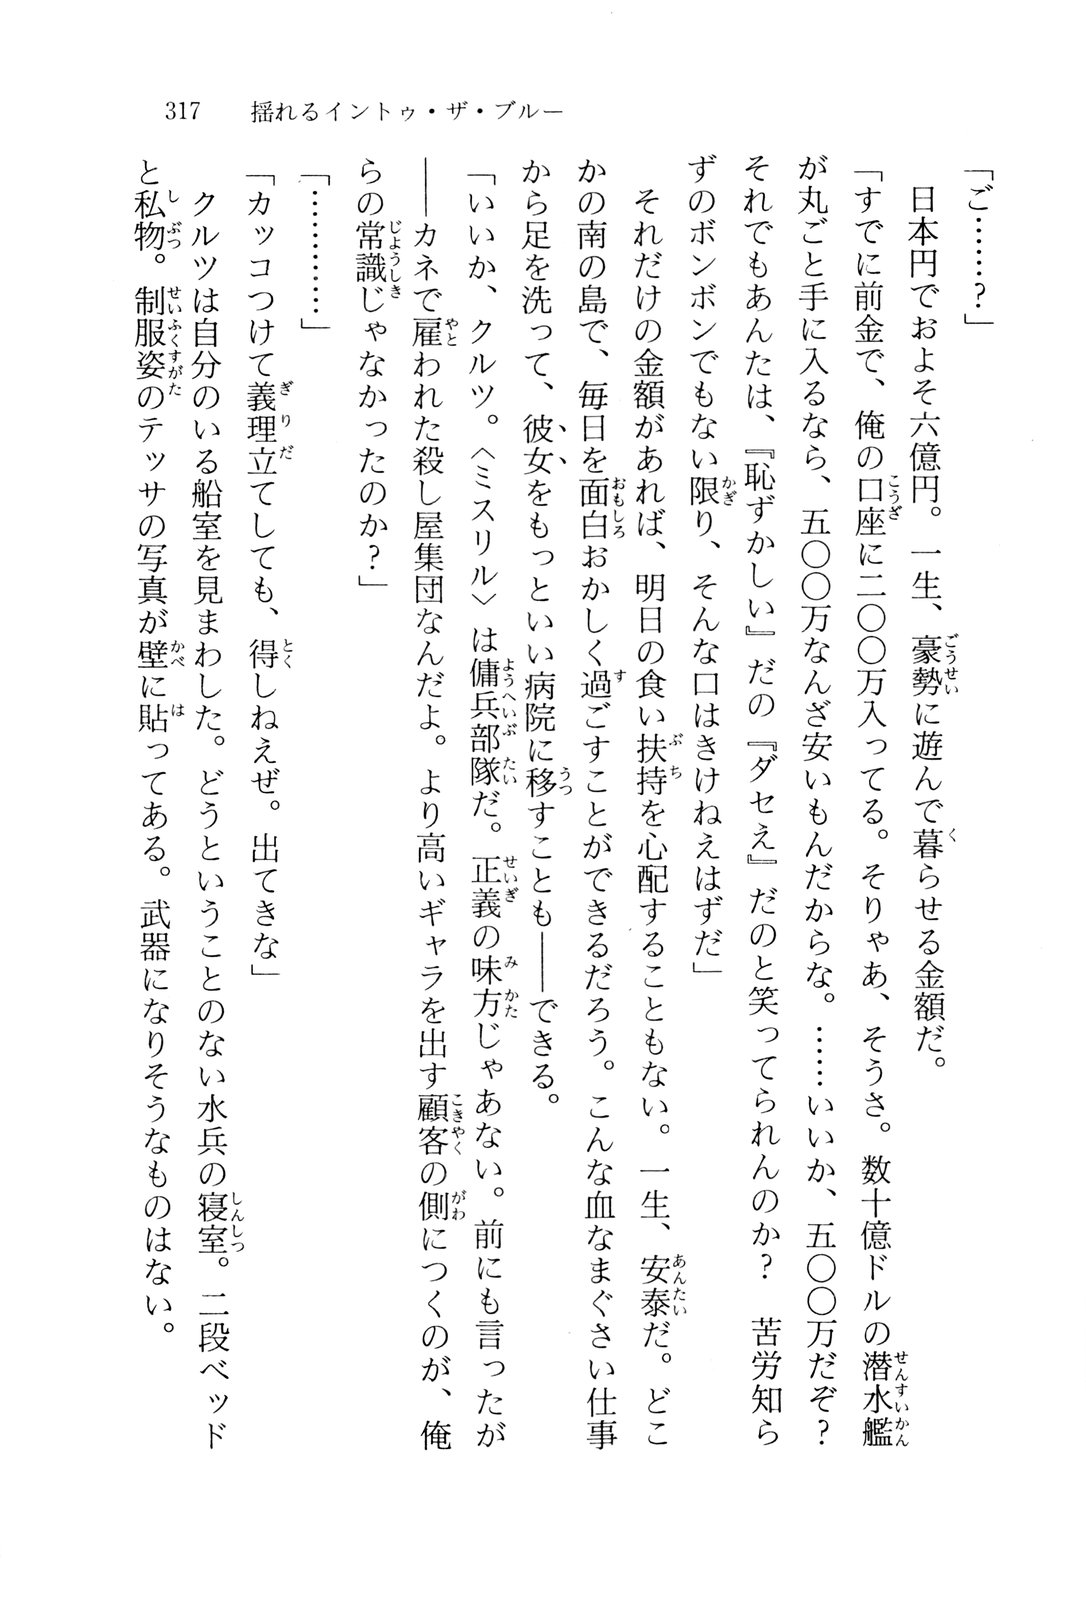 317　揺れるイントゥ・ザ・ブルー
「ご……？」
　日本円でおよそ六億円。一生、豪勢に遊んで暮らせる金額だ。
「すでに前金で、俺の口座に二〇〇万入ってる。そりゃあ、そうさ。数十億ドルの潜水艦
が丸ごと手に入るなら、五〇〇万なんざ安いもんだからな。……いいか、五〇〇万だぞ？
それでもあんたは、『恥ずかしい』だの『ダセえ』だのと笑ってられんのか？　苦労知ら
ずのボンボンでもない限り、そんな口はきけねえはずだ」
　それだけの金額があれば、明日の食い扶持を心配することもない。一生、安泰だ。どこ
かの南の島で、毎日を面白おかしく過ごすことができるだろう。こんな血なまぐさい仕事
から足を洗って、彼女をもっといい病院に移すことも――できる。
「いいか、クルツ。〈ミスリル〉は傭兵部隊だ。正義の味方じゃあない。前にも言ったが
――カネで雇われた殺し屋集団なんだよ。より高いギャラを出す顧客の側につくのが、俺
らの常識じゃなかったのか？」
「…………」
「カッコつけて義理立てしても、得しねえぜ。出てきな」
　クルツは自分のいる船室を見まわした。どうということのない水兵の寝室。二段ベッド
と私物。制服姿のテッサの写真が壁に貼ってある。武器になりそうなものはない。